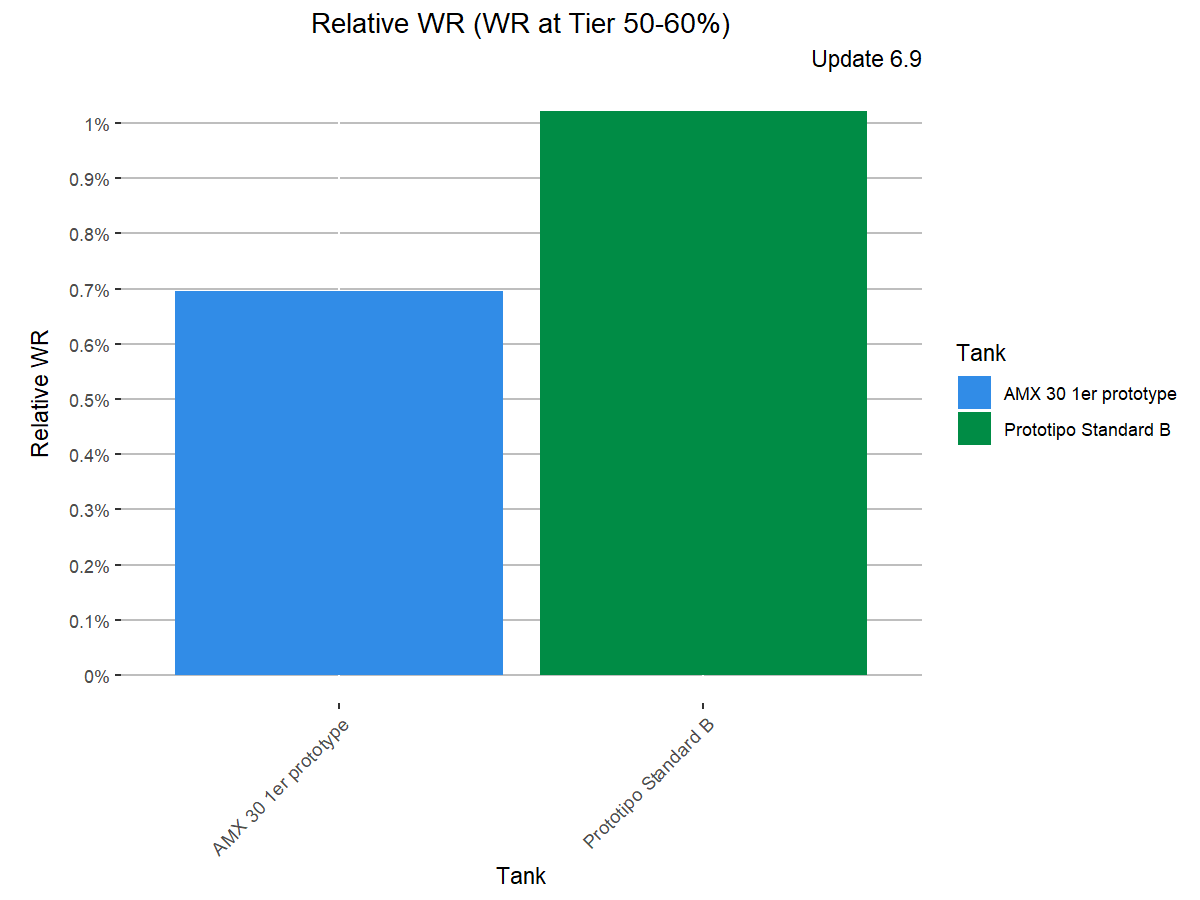 Relative WR (WR at Tier 50-60%)
Update 6.9
Relative WR
1%
0.9%
0.8%
0.7%
0.6%
0.5%
0.4%
0.3%
0.2%
0.1%
0%
AMX 30 1er prototype
Prototipo Standard B
Tank
Tank
AMX 30 1er prototype
Prototipo Standard B